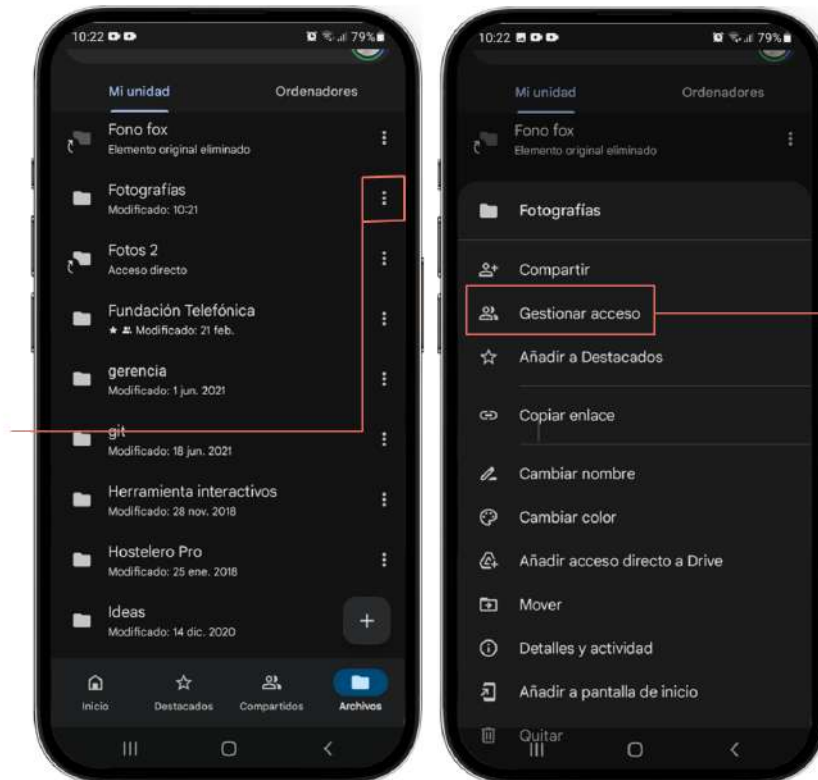 10:22
79%
Mi unidad
Ordenadores
Fono fox
Elemento original eliminado
Fotografías
Modificado: 10:21
Fotos 2
Acceso directo
Fundación Telefónica
Modificado: 21 feb.
gerencia
Modificado: 1 jun. 2021
git
Modificado: 18 jun. 2021
Herramienta interactivos
Modificado: 28 nov. 2018
Hostelero Pro
Modificado: 25 ene. 2018
Ideas
Modificado: 14 dic. 2020
Inicio
Destacados
Compartidos
Archivos
10:22
79%
Mi unidad
Ordenadores
Fono fox
Elemento original eliminado
Fotografías
Compartir
Gestionar acceso
Añadir a Destacados
Copiar enlace
Cambiar nombre
Cambiar color
Añadir acceso directo a Drive
Mover
Detalles y actividad
Añadir a pantalla de inicio
Quitar